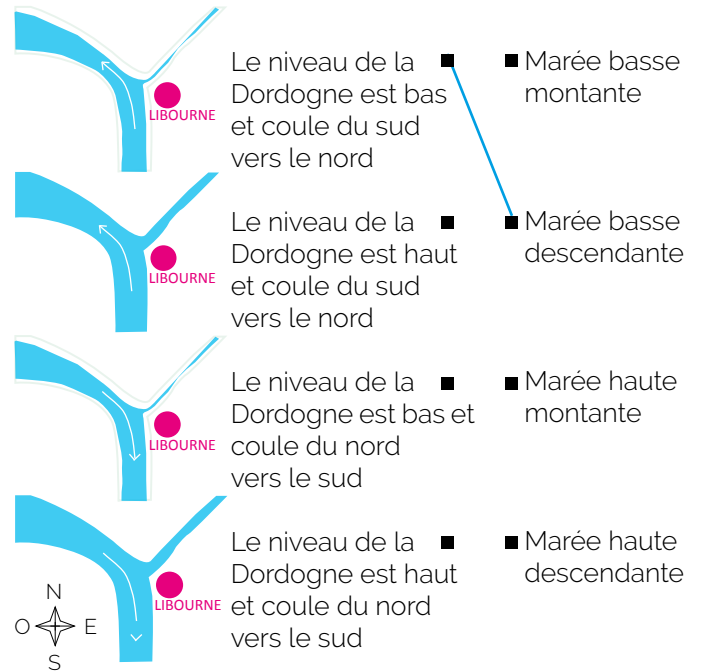 Le niveau de la
Dordogne est bas
et coule du sud
vers le nord
Marée basse
montante
LIBOURNE
Le niveau de la
Dordogne est haut
et coule du sud
vers le nord
Marée basse
descendante
LIBOURNE
Le niveau de la
Dordogne est bas et
coule du nord
vers le sud
Marée haute
montante
LIBOURNE
Le niveau de la
Dordogne est haut
et coule du nord
vers le sud
Marée haute
descendante
LIBOURNE
N
O E
S